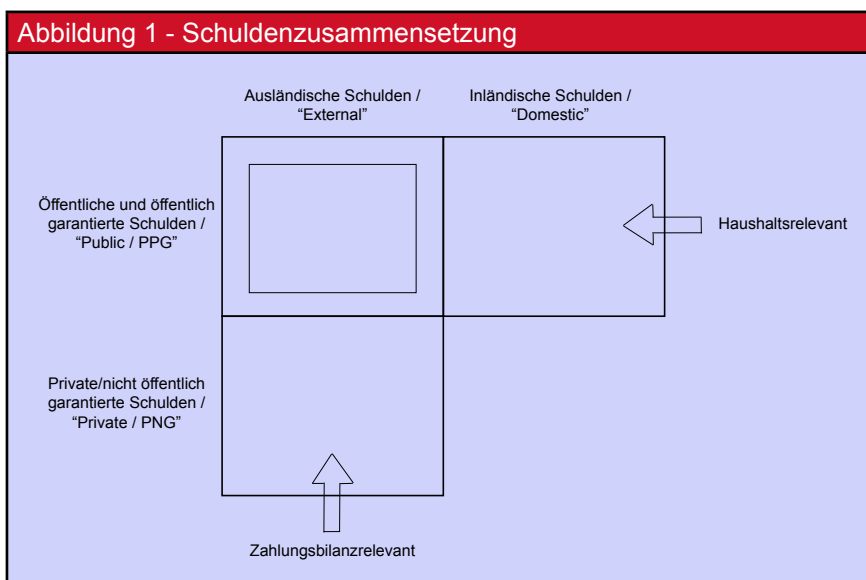 Abbildung 1 - Schuldenzusammensetzung
Ausländische Schulden /
“External”
Inländische Schulden /
“Domestic”
Öffentliche und öffentlich
garantierte Schulden /
“Public / PPG”
Haushaltsrelevant
Private/nicht öffentlich
garantierte Schulden /
“Private / PNG”
Zahlungsbilanzrelevant